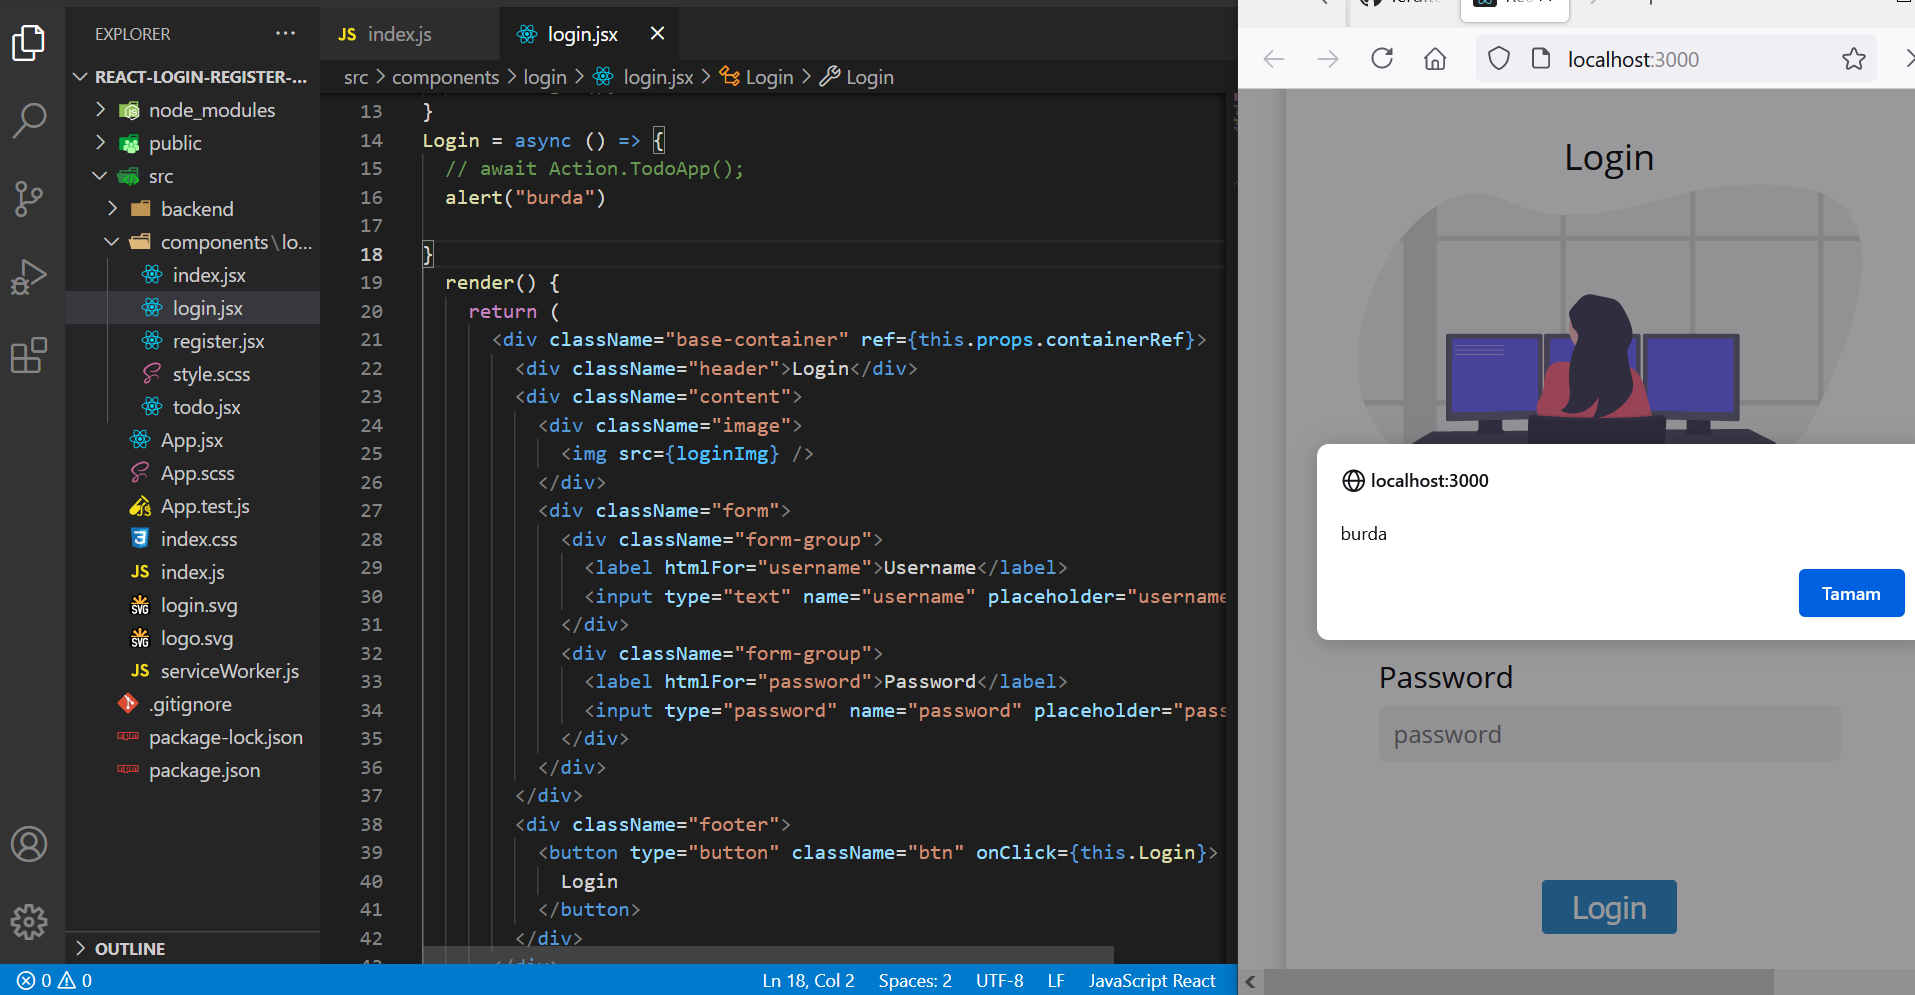 EXPLORER
REACT-LOGIN-REGISTER-...
node_modules
public
src
backend
components\lo...
index.jsx
login.jsx
register.jsx
style.scss
todo.jsx
App.jsx
App.scss
App.test.js
index.css
JS index.js
SVG login.svg
SVG logo.svg
JS serviceWorker.js
.gitignore
package-lock.json
package.json
OUTLINE
JS index.js
login.jsx
src > components > login > login.jsx > Login > Login
13 }
14 Login = async () => {
15 // await Action.TodoApp();
16 alert("burda")
17
18 }
19 render() {
20 return (
21 <div className="base-container" ref={this.props.containerRef}>
22 <div className="header">Login</div>
23 <div className="content">
24 <div className="image">
25 <img src={loginImg} />
26 </div>
27 <div className="form">
28 <div className="form-group">
29 <label htmlFor="username">Username</label>
30 <input type="text" name="username" placeholder="username
31 </div>
32 <div className="form-group">
33 <label htmlFor="password">Password</label>
34 <input type="password" name="password" placeholder="pass
35 </div>
36 </div>
37 </div>
38 <div className="footer">
39 <button type="button" className="btn" onClick={this.Login}>
40 Login
41 </button>
42 </div>
0 0
Ln 18, Col 2 Spaces: 2 UTF-8 LF JavaScript React
localhost:3000
Login
localhost:3000
burda
Tamam
Password
password
Login